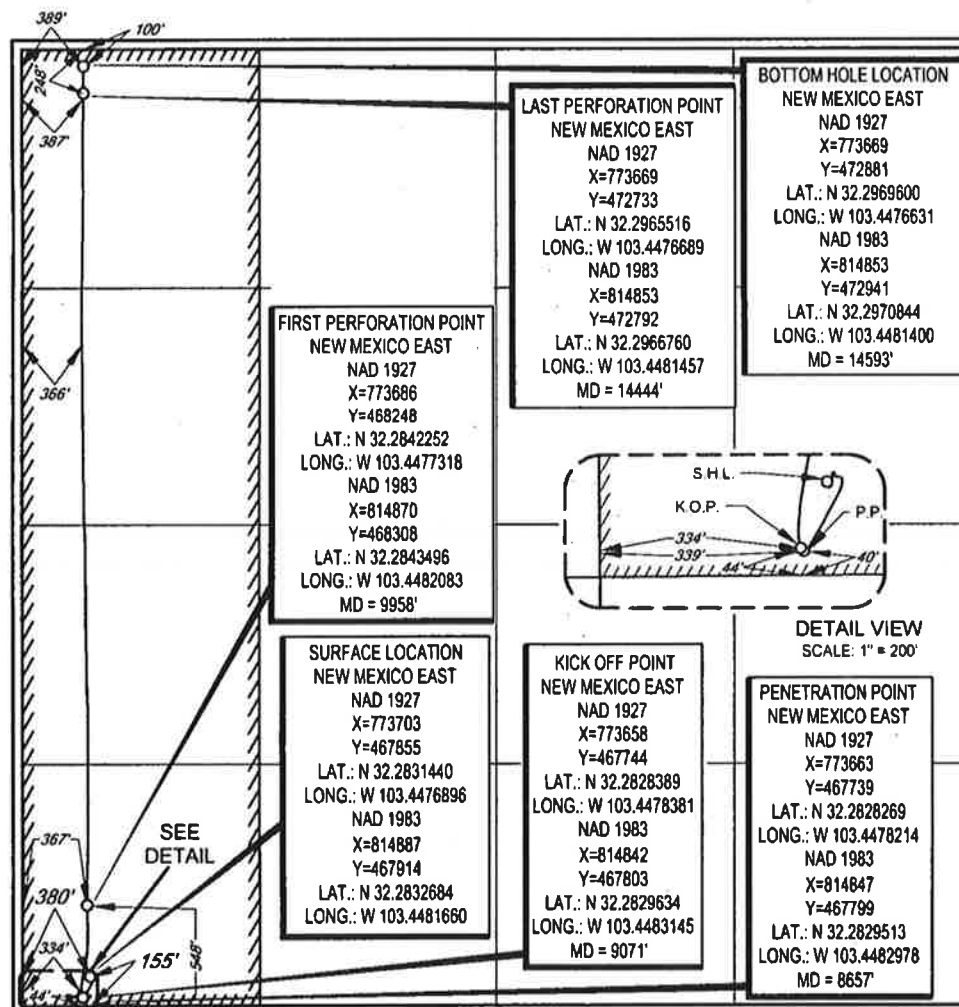 389'
100'
248'
387'
BOTTOM HOLE LOCATION
NEW MEXICO EAST
NAD 1927
X=773669
Y=472881
LAT.: N 32.2969600
LONG.: W 103.4476631
NAD 1983
X=814853
Y=472941
LAT.: N 32.2970844
LONG.: W 103.4481400
MD = 14593'
LAST PERFORATION POINT
NEW MEXICO EAST
NAD 1927
X=773669
Y=472733
LAT.: N 32.2965516
LONG.: W 103.4476689
NAD 1983
X=814853
Y=472792
LAT.: N 32.2966760
LONG.: W 103.4481457
MD = 14444'
FIRST PERFORATION POINT
NEW MEXICO EAST
NAD 1927
X=773686
Y=468248
LAT.: N 32.2842252
LONG.: W 103.4477318
NAD 1983
X=814870
Y=468308
LAT.: N 32.2843496
LONG.: W 103.4482083
MD = 9958'
366'
S.H.L.
K.O.P.
P.P.
334'
339'
44'
40'
DETAIL VIEW
SCALE: 1" = 200'
SURFACE LOCATION
NEW MEXICO EAST
NAD 1927
X=773703
Y=467855
LAT.: N 32.2831440
LONG.: W 103.4476896
NAD 1983
X=814887
Y=467914
LAT.: N 32.2832684
LONG.: W 103.4481660
KICK OFF POINT
NEW MEXICO EAST
NAD 1927
X=773658
Y=467744
LAT.: N 32.2828389
LONG.: W 103.4478381
NAD 1983
X=814842
Y=467803
LAT.: N 32.2829634
LONG.: W 103.4483145
MD = 9071'
PENETRATION POINT
NEW MEXICO EAST
NAD 1927
X=773663
Y=467739
LAT.: N 32.2828269
LONG.: W 103.4478214
NAD 1983
X=814847
Y=467799
LAT.: N 32.2829513
LONG.: W 103.4482978
MD = 8657'
SEE
DETAIL
367'
380'
334'
155'
548'
44'